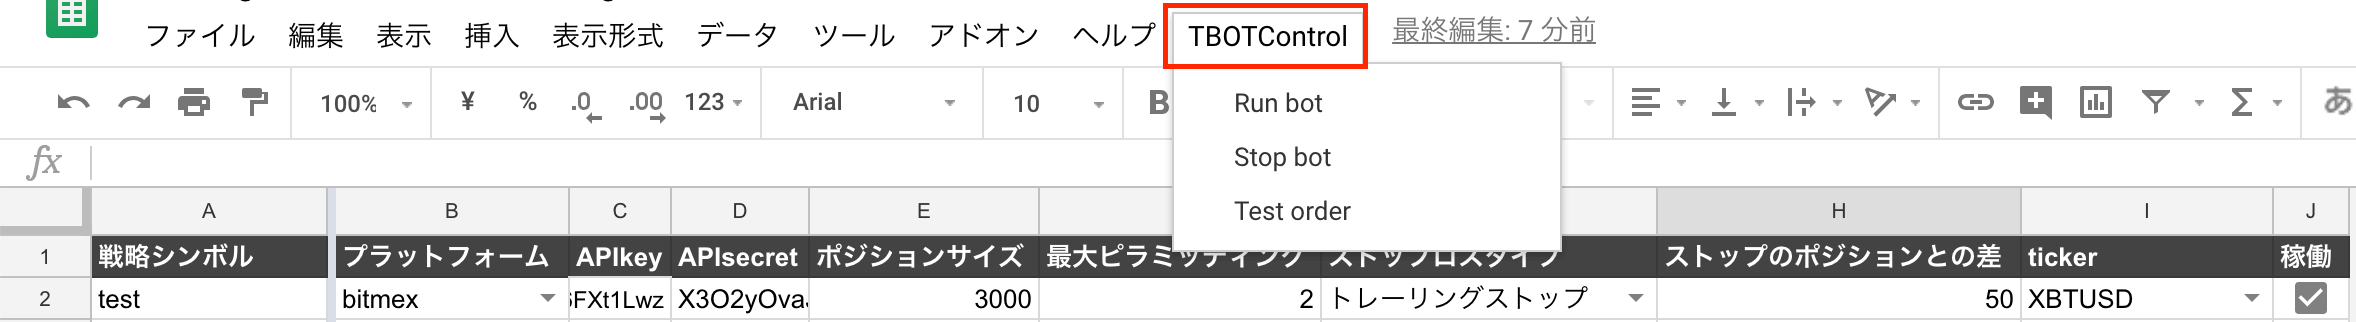 ファイル 編集 表示 挿入 表示形式 データ ツール アドオン ヘルプ TBOTControl 最終編集: 7 分前
100% ¥ % .0 .00 123 Arial 10 B あ
Run bot
Stop bot
Test order
fx
A B C D E H I J
1 戦略シンボル プラットフォーム APIkey APIsecret ポジションサイズ 最大ピラミッディング ストップロスタイプ ストップのポジションとの差 ticker 稼働
2 test bitmex FXt1Lwz X3O2yOva 3000 2 トレーリングストップ 50 XBTUSD